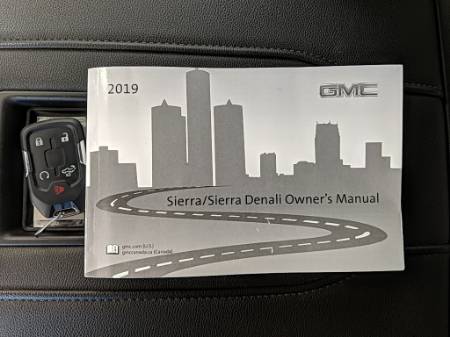 2019
GMC
Sierra/Sierra Denali Owner's Manual
gmc.com (U.S.)
gmccanada.ca (Canada)